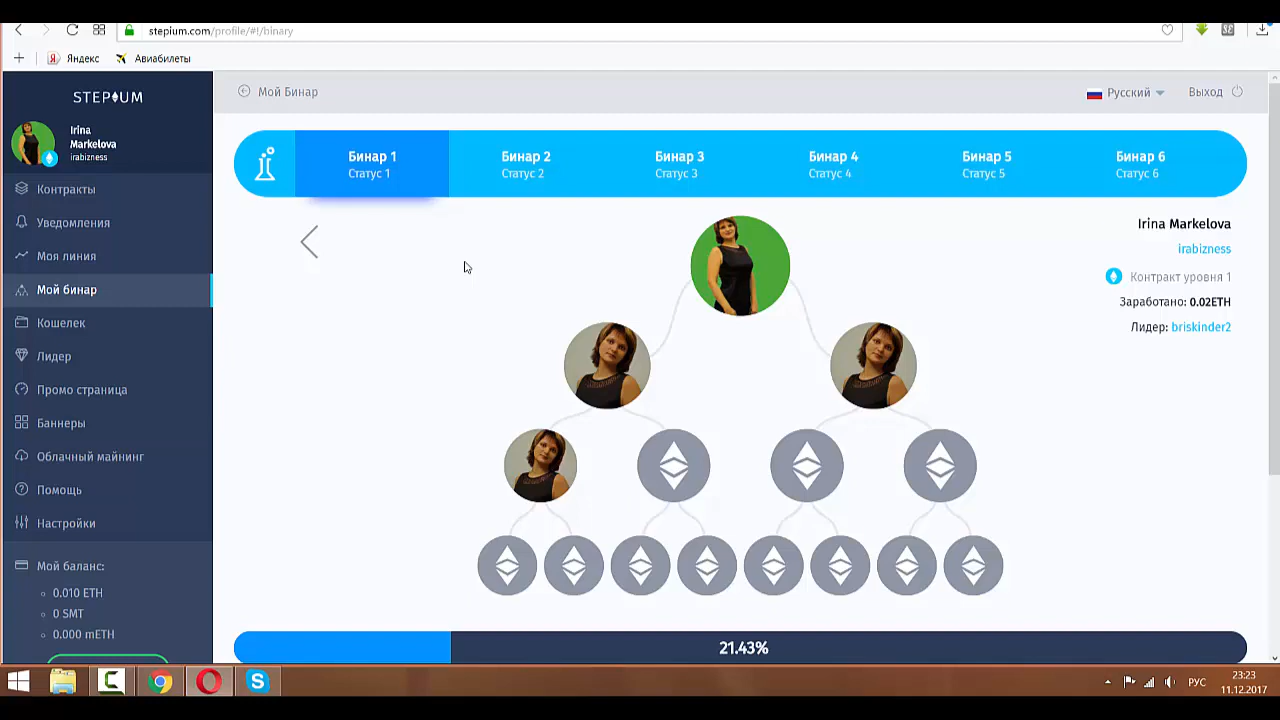 stepium.com/profile/#!/binary
Яндекс
Авиабилеты
STEPIUM
Irina
Markelova
irabizness
Контракты
Уведомления
Моя линия
Мой бинар
Кошелек
Лидер
Промо страница
Баннеры
Облачный майнинг
Помощь
Настройки
Мой баланс:
0.010 ETH
0 SMT
0.000 mETH
Мой Бинар
Русский
Выход
Бинар 1
Статус 1
Бинар 2
Статус 2
Бинар 3
Статус 3
Бинар 4
Статус 4
Бинар 5
Статус 5
Бинар 6
Статус 6
Irina Markelova
irabizness
Контракт уровня 1
Заработано: 0.02ETH
Лидер: briskinder2
21.43%
РУС
23:23
11.12.2017